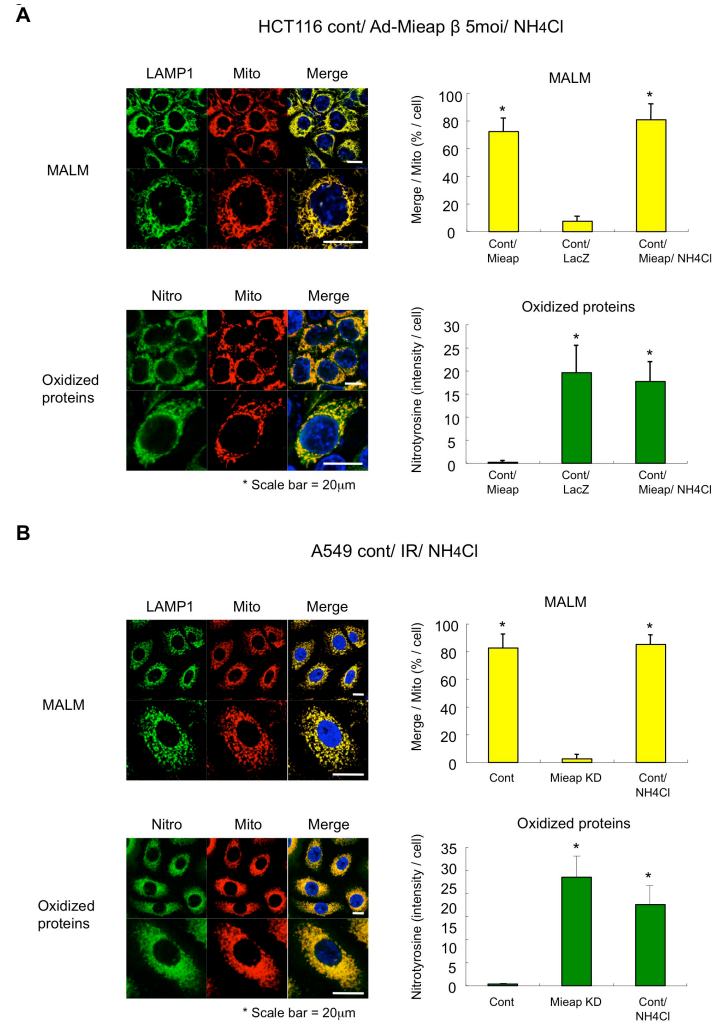 A
HCT116 cont/ Ad-Mieap β 5moi/ NH4Cl
LAMP1 Mito Merge
MALM
MALM
Merge / Mito (% / cell)
100
80
60
40
20
0
* *
Cont/ Mieap
Cont/ LacZ
Cont/ Mieap/ NH4Cl
Nitro Mito Merge
Oxidized proteins
* Scale bar = 20μm
Oxidized proteins
Nitrotyrosine (intensity / cell)
30
25
20
15
10
5
0
* *
Cont/ Mieap
Cont/ LacZ
Cont/ Mieap/ NH4Cl
B
A549 cont/ IR/ NH4Cl
LAMP1 Mito Merge
MALM
MALM
Merge / Mito (% / cell)
100
80
60
40
20
0
* *
Cont
Mieap KD
Cont/ NH4Cl
Nitro Mito Merge
Oxidized proteins
* Scale bar = 20μm
Oxidized proteins
Nitrotyrosine (intensity / cell)
35
25
20
15
10
5
0
* *
Cont
Mieap KD
Cont/ NH4Cl